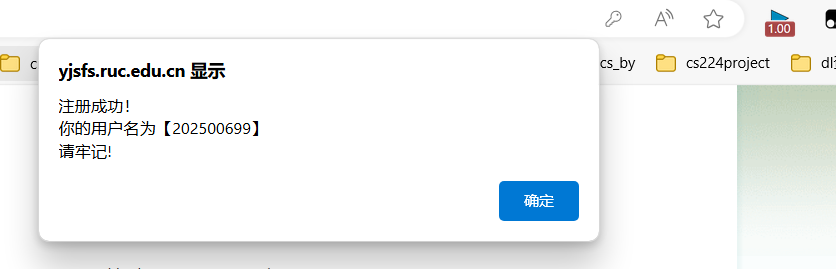 1.00
cs_by
cs224project
yjsfs.ruc.edu.cn 显示
注册成功！
你的用户名为【202500699】
请牢记!
确定